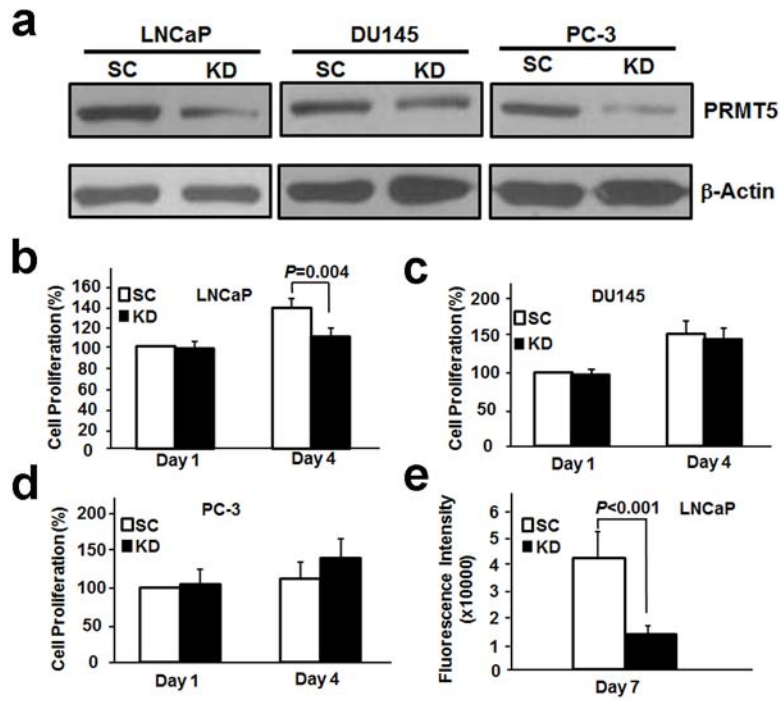 a
LNCaP DU145 PC-3
SC KD SC KD SC KD
PRMT5
β-Actin
b
Cell Proliferation (%)
160
140
120
100
80
60
40
20
0
SC
KD
LNCaP
P=0.004
Day 1 Day 4
c
Cell Proliferation (%)
200
150
100
50
0
SC
KD
DU145
Day 1 Day 4
d
Cell Proliferation (%)
200
150
100
50
0
SC
KD
PC-3
Day 1 Day 4
e
Fluorescence Intensity
(x10000)
6
5
4
3
2
1
0
SC
KD
P<0.001 LNCaP
Day 7